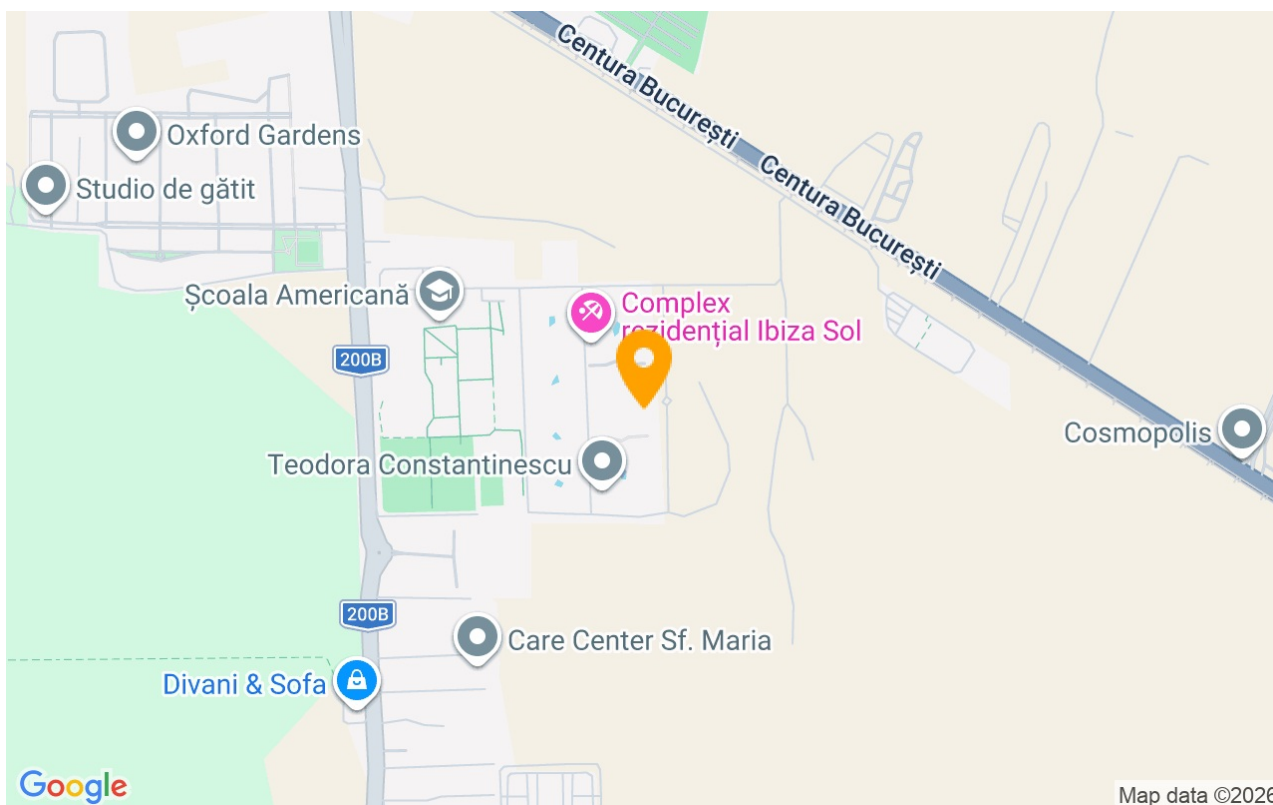 Centura București
Centura București
Oxford Gardens
Studio de gătit
Școala Americană
Complex
rezidențial Ibiza Sol
200B
Cosmopolis
Teodora Constantinescu
200B
Care Center Sf. Maria
Divani & Sofa
Google
Map data ©2026